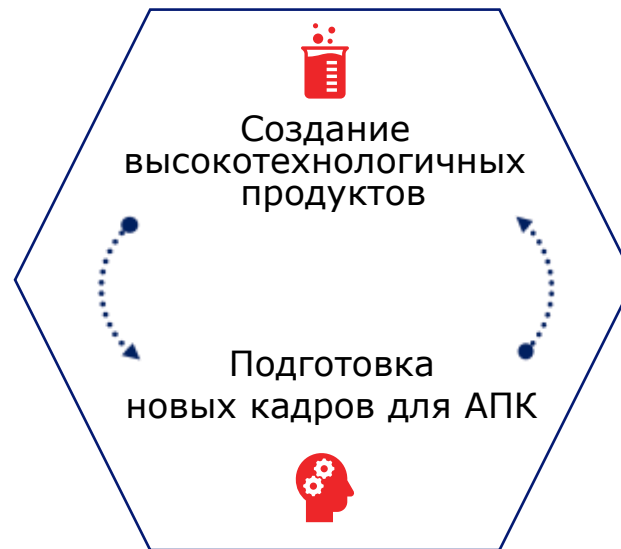 Создание
высокотехнологичных
продуктов
Подготовка
новых кадров для АПК